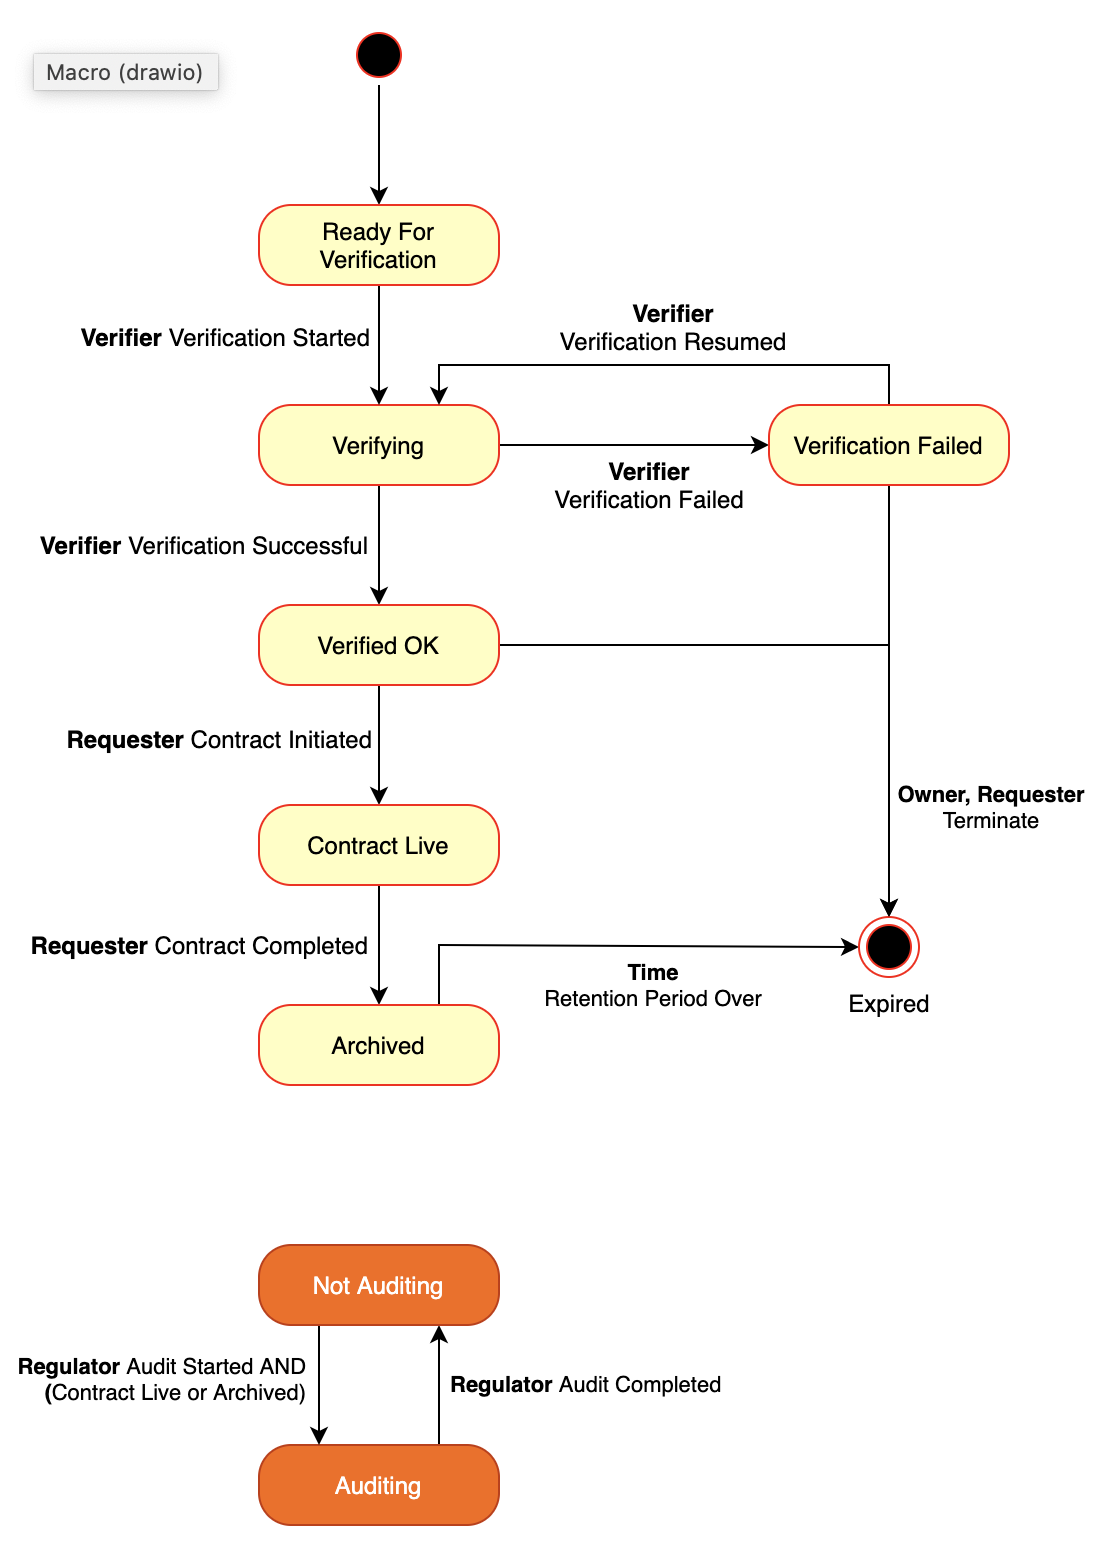 Macro (drawio)
Ready For
Verification
Verifier Verification Started
Verifier
Verification Resumed
Verifying
Verification Failed
Verifier
Verification Failed
Verifier Verification Successful
Verified OK
Requester Contract Initiated
Owner, Requester
Terminate
Contract Live
Requester Contract Completed
Time
Retention Period Over
Expired
Archived
Not Auditing
Regulator Audit Started AND
(Contract Live or Archived)
Regulator Audit Completed
Auditing